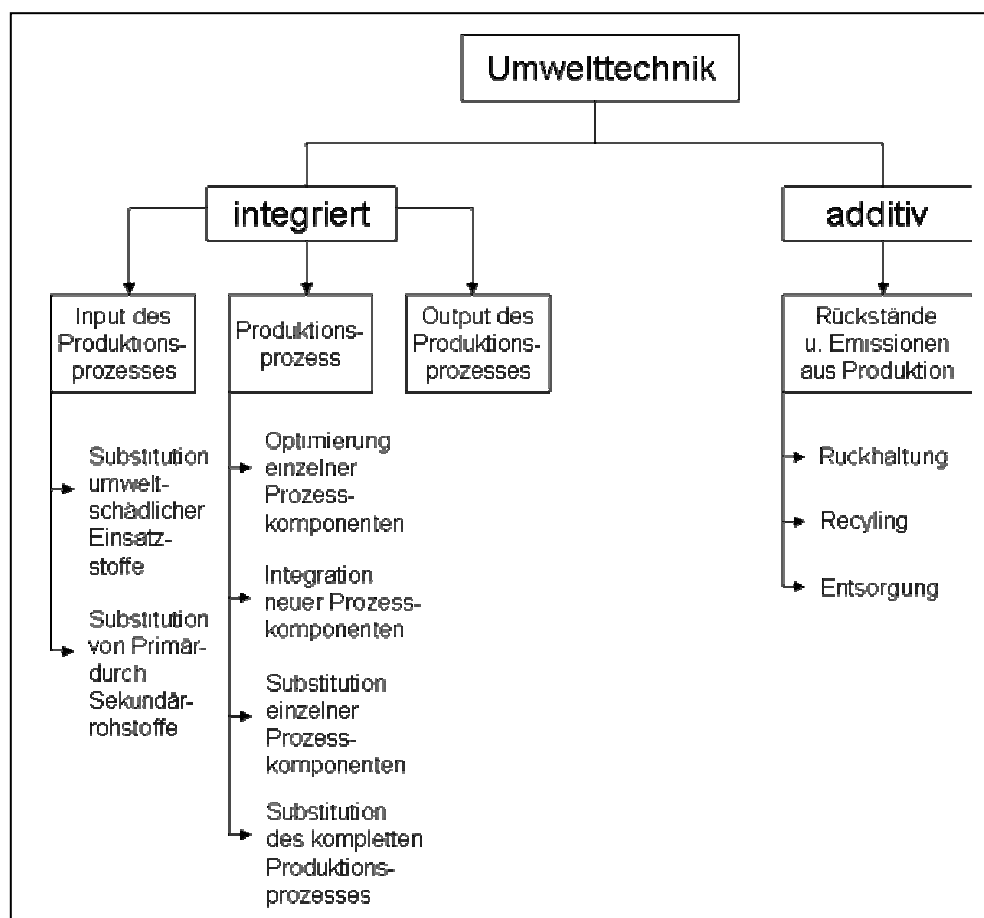 Umwelttechnik
integriert
additiv
Input des
Produktions-
prozesses
Produktions-
prozess
Output des
Produktions-
prozesses
Rückstände
u. Emissionen
aus Produktion
Substitution
umwelt-
schädlicher
Einsatz-
stoffe
Substitution
von Primär-
durch
Sekundär-
rohstoffe
Optimierung
einzelner
Prozess-
komponenten
Integration
neuer Prozess-
komponenten
Substitution
einzelner
Prozess-
komponenten
Substitution
des kompletten
Produktions-
prozesses
Ruckhaltung
Recyling
Entsorgung